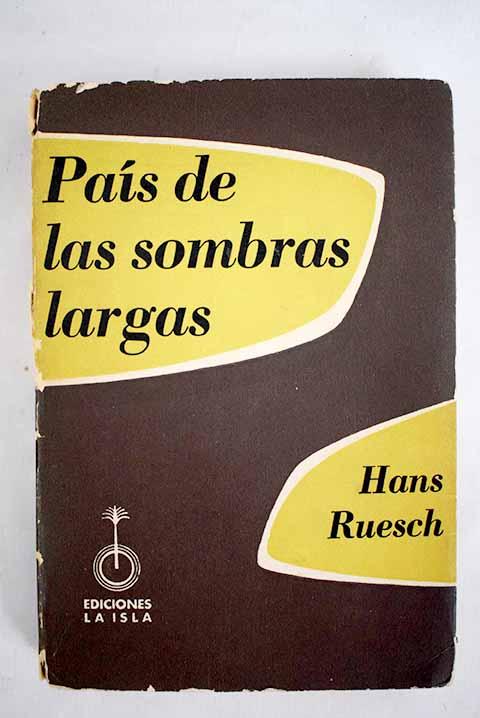 País de
las sombras
largas
Hans
Ruesch
EDICIONES
LA ISLA